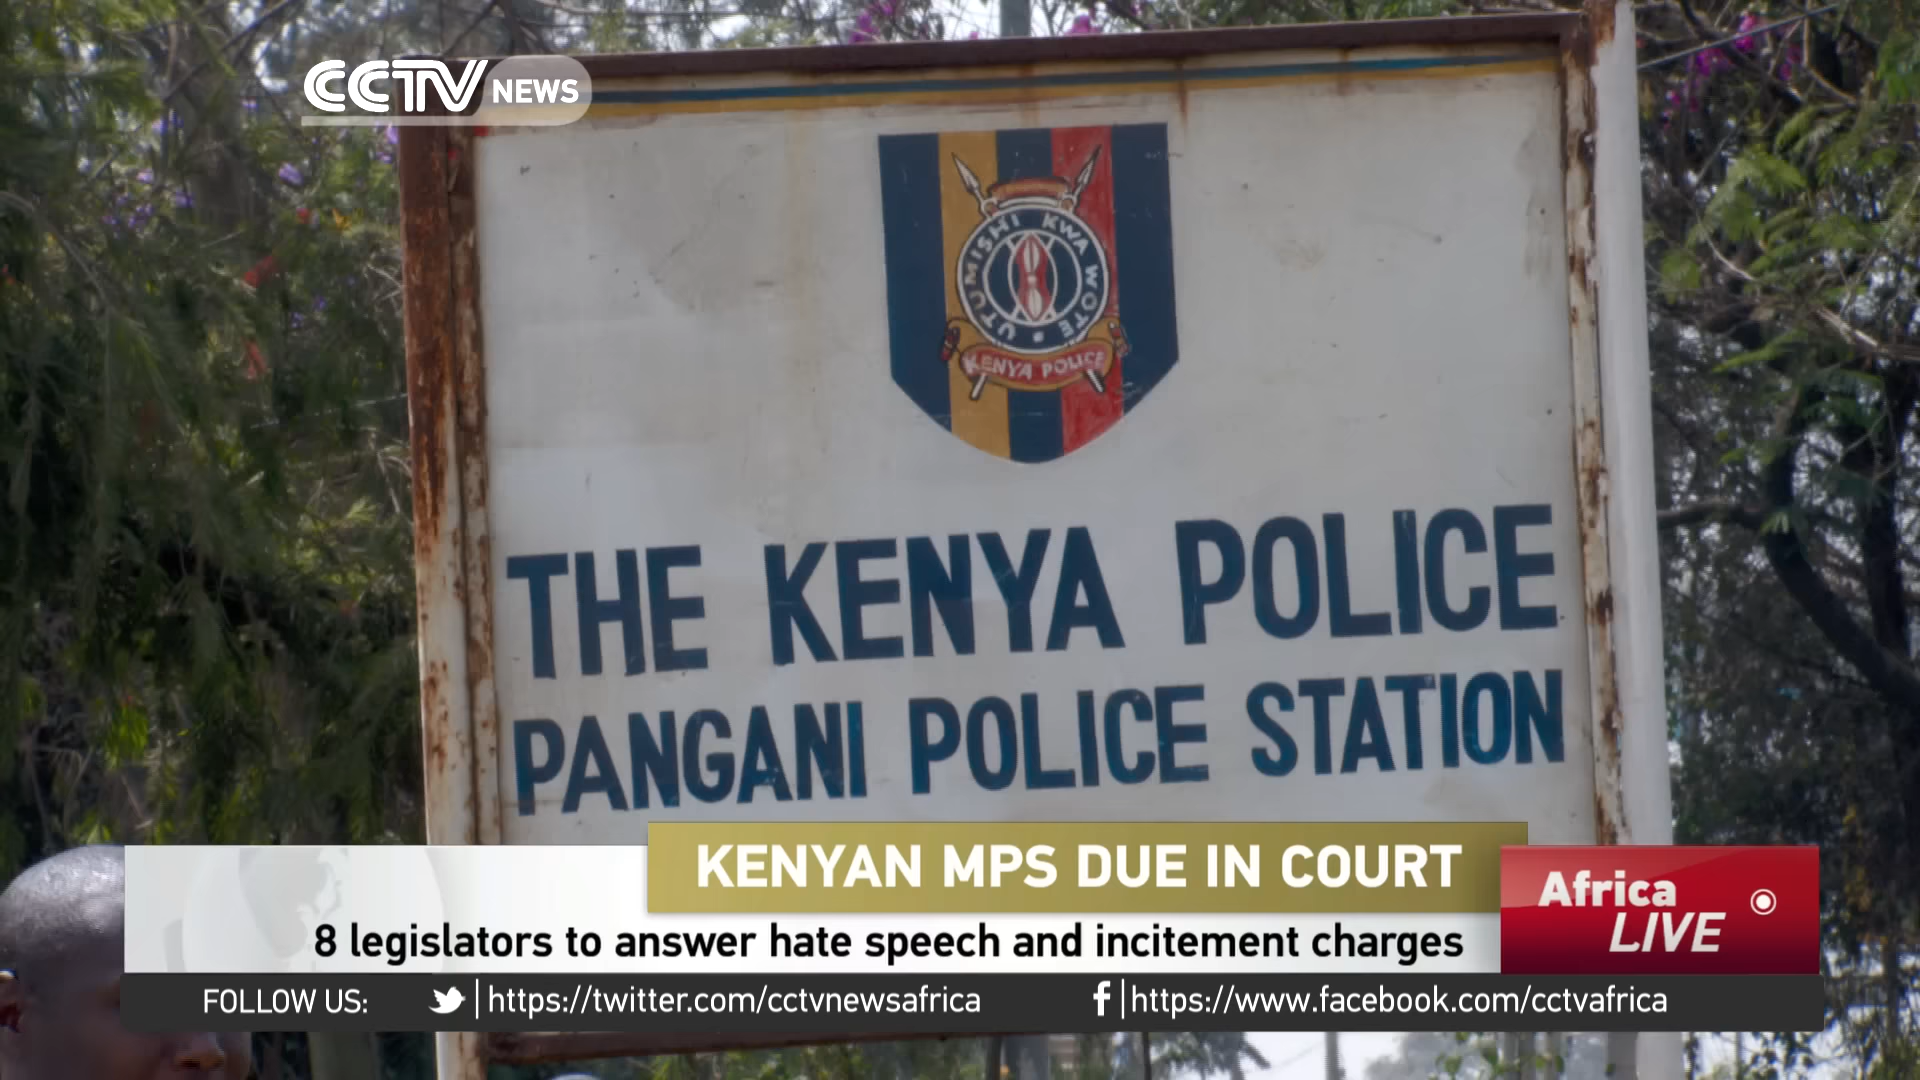 CCTV NEWS
UTUMISHI KWA WOTE
KENYA POLICE
THE KENYA POLICE
PANGANI POLICE STATION
KENYAN MPS DUE IN COURT
8 legislators to answer hate speech and incitement charges
Africa
LIVE
FOLLOW US: | https://twitter.com/cctvnewsafrica f | https://www.facebook.com/cctvafrica